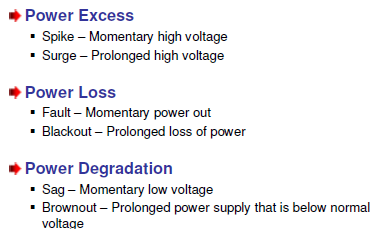 Power Excess
▪ Spike – Momentary high voltage
▪ Surge – Prolonged high voltage
Power Loss
▪ Fault – Momentary power out
▪ Blackout – Prolonged loss of power
Power Degradation
▪ Sag – Momentary low voltage
▪ Brownout – Prolonged power supply that is below normal
voltage